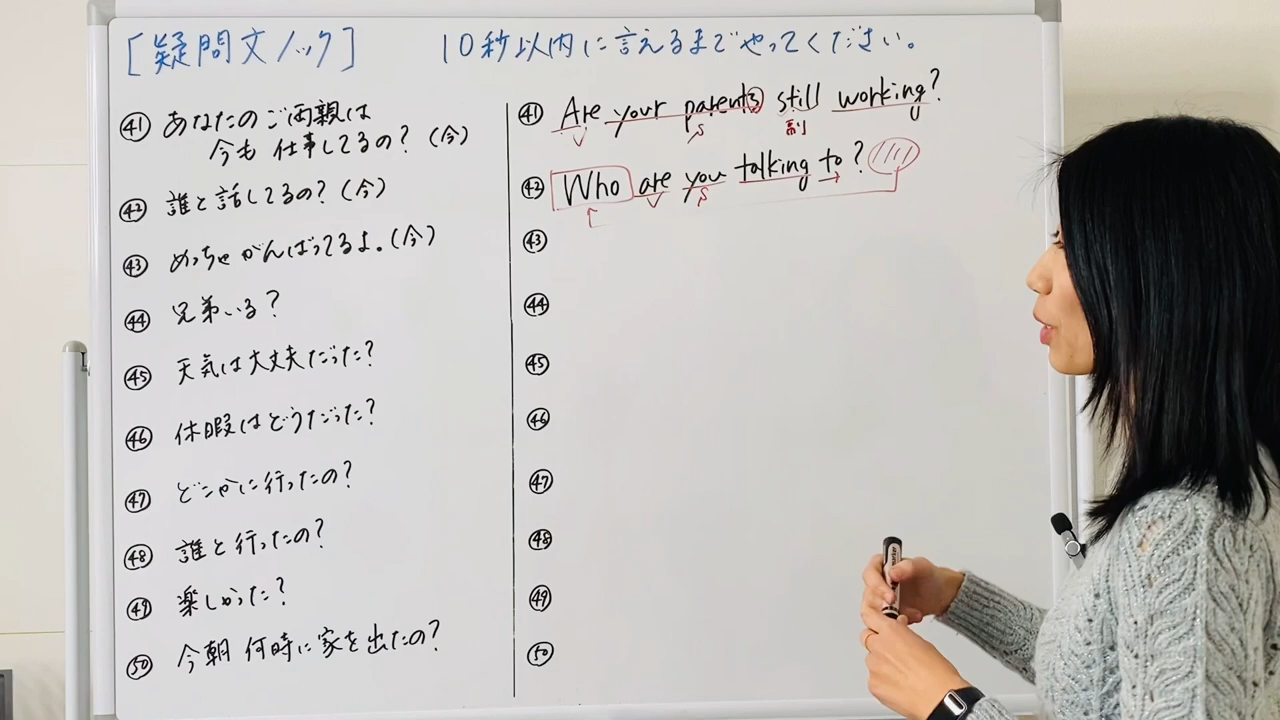 [疑問文ノック] 10秒以内に言えるまでやってください。
㊶ あなたのご両親は
今も仕事してるの?(今)
㊷ 誰と話してるの?(今)
㊸ めっちゃがんばってるよ。(今)
㊹ 兄弟いる?
㊺ 天気は大丈夫だった?
㊻ 休暇はどうだった?
㊼ どこかに行ったの?
㊽ 誰と行ったの?
㊾ 楽しかった?
㊿ 今朝何時に家を出たの?
㊶ Are your parents still working?
V S 副
㊷ Who are you talking to?
V S
㊸
㊹
㊺
㊻
㊼
㊽
㊾
㊿